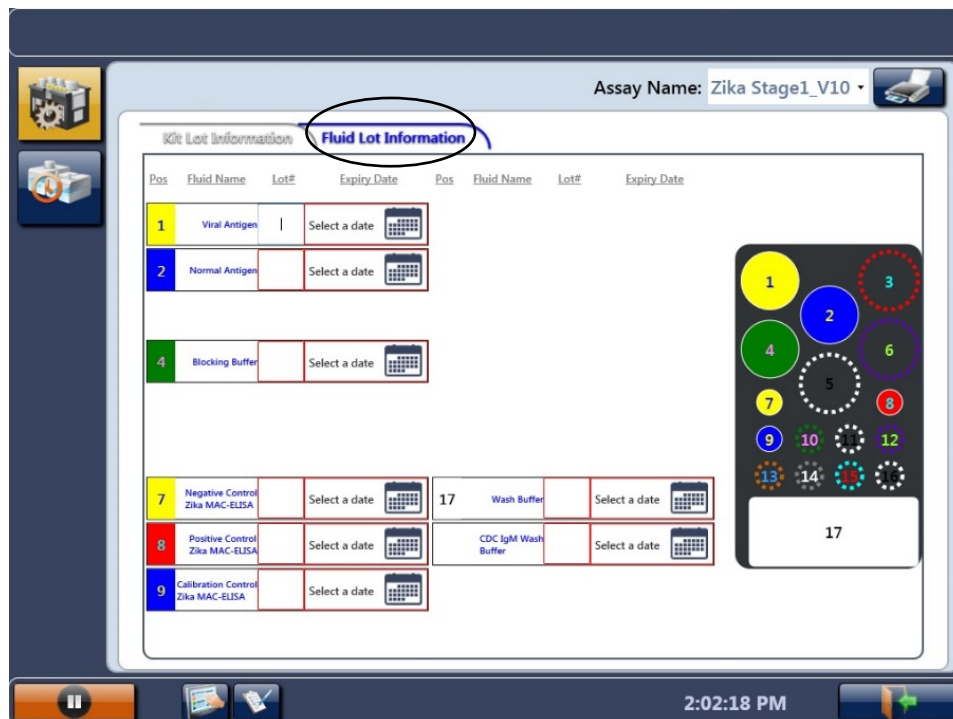 Assay Name: Zika Stage1_V10
Kit Lot Information Fluid Lot Information
Pos Fluid Name Lot# Expiry Date Pos Fluid Name Lot# Expiry Date
1 Viral Antigen Select a date
2 Normal Antigen Select a date
4 Blocking Buffer Select a date
7 Negative Control
Zika MAC-ELISA Select a date
17 Wash Buffer Select a date
8 Positive Control
Zika MAC-ELISA Select a date
CDC IgM Wash
Buffer Select a date
9 Calibration Control
Zika MAC-ELISA Select a date
1
3
2
4
6
5
7
8
9 10 11 12
13 14 15 16
17
2:02:18 PM